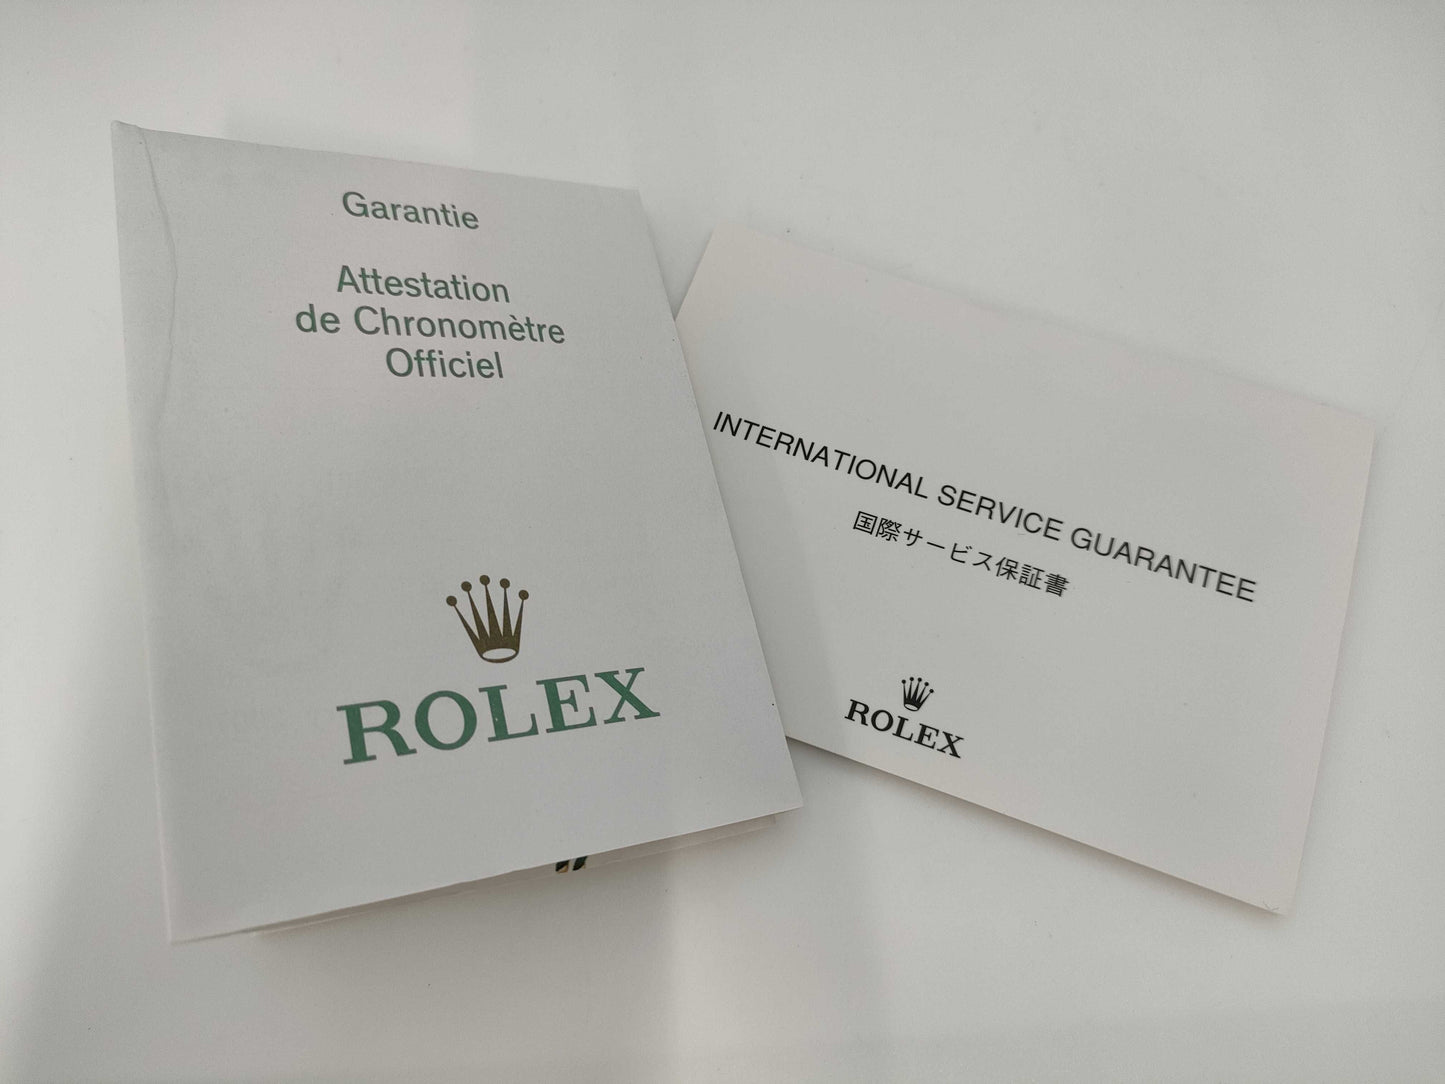 Garantie
Attestation
de Chronomètre
Officiel
ROLEX
INTERNATIONAL SERVICE GUARANTEE
国際サービス保証書
ROLEX